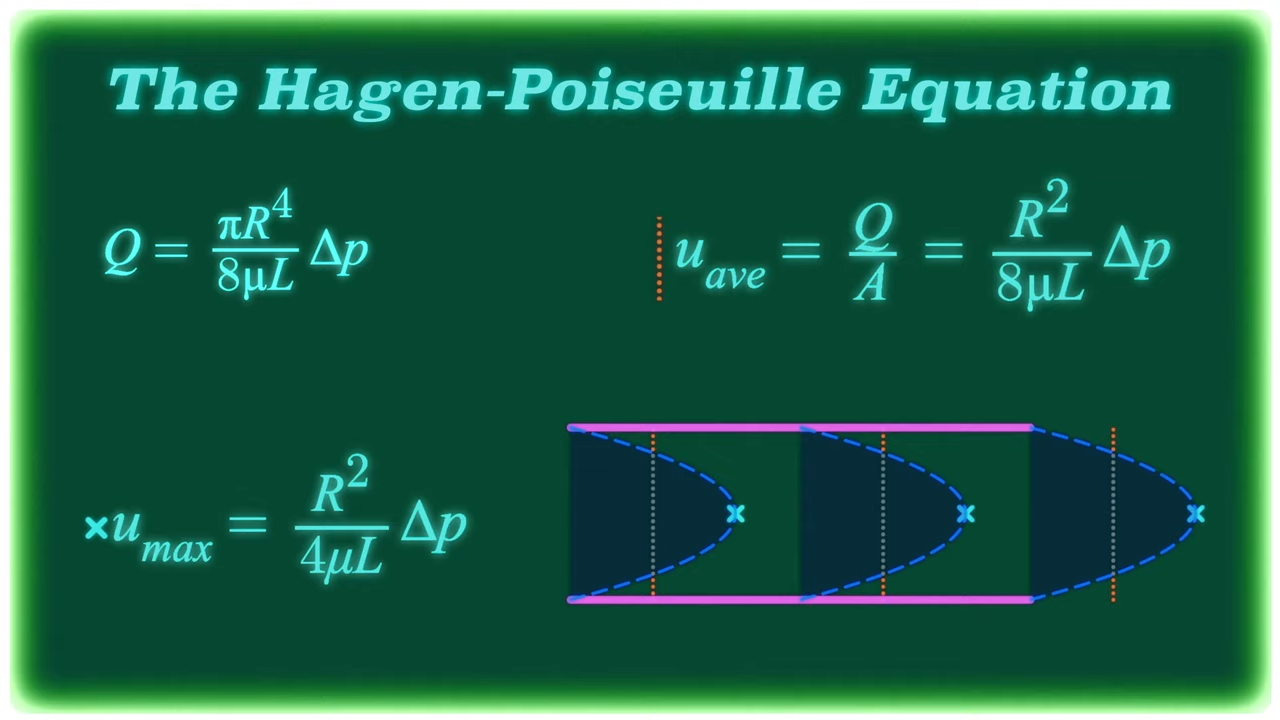 The Hagen-Poiseuille Equation
Q = πR⁴/8μL Δp
u_ave = Q/A = R²/8μL Δp
×u_max = R²/4μL Δp